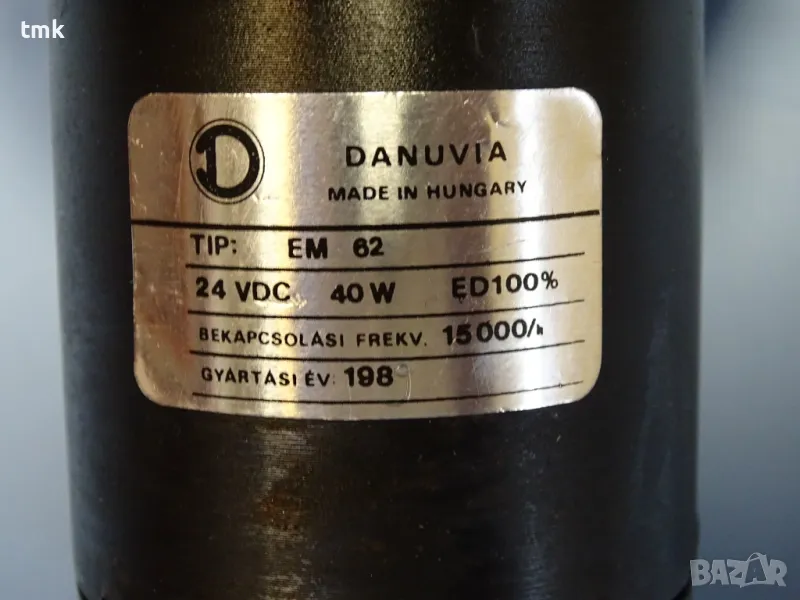 tmk
D
DANUVIA
MADE IN HUNGARY
TIP: EM 62
24 VDC 40 W ED100%
BEKAPCSOLÁSI FREKV. 15000/h
GYÁRTÁSI ÉV: 198
BAZAR